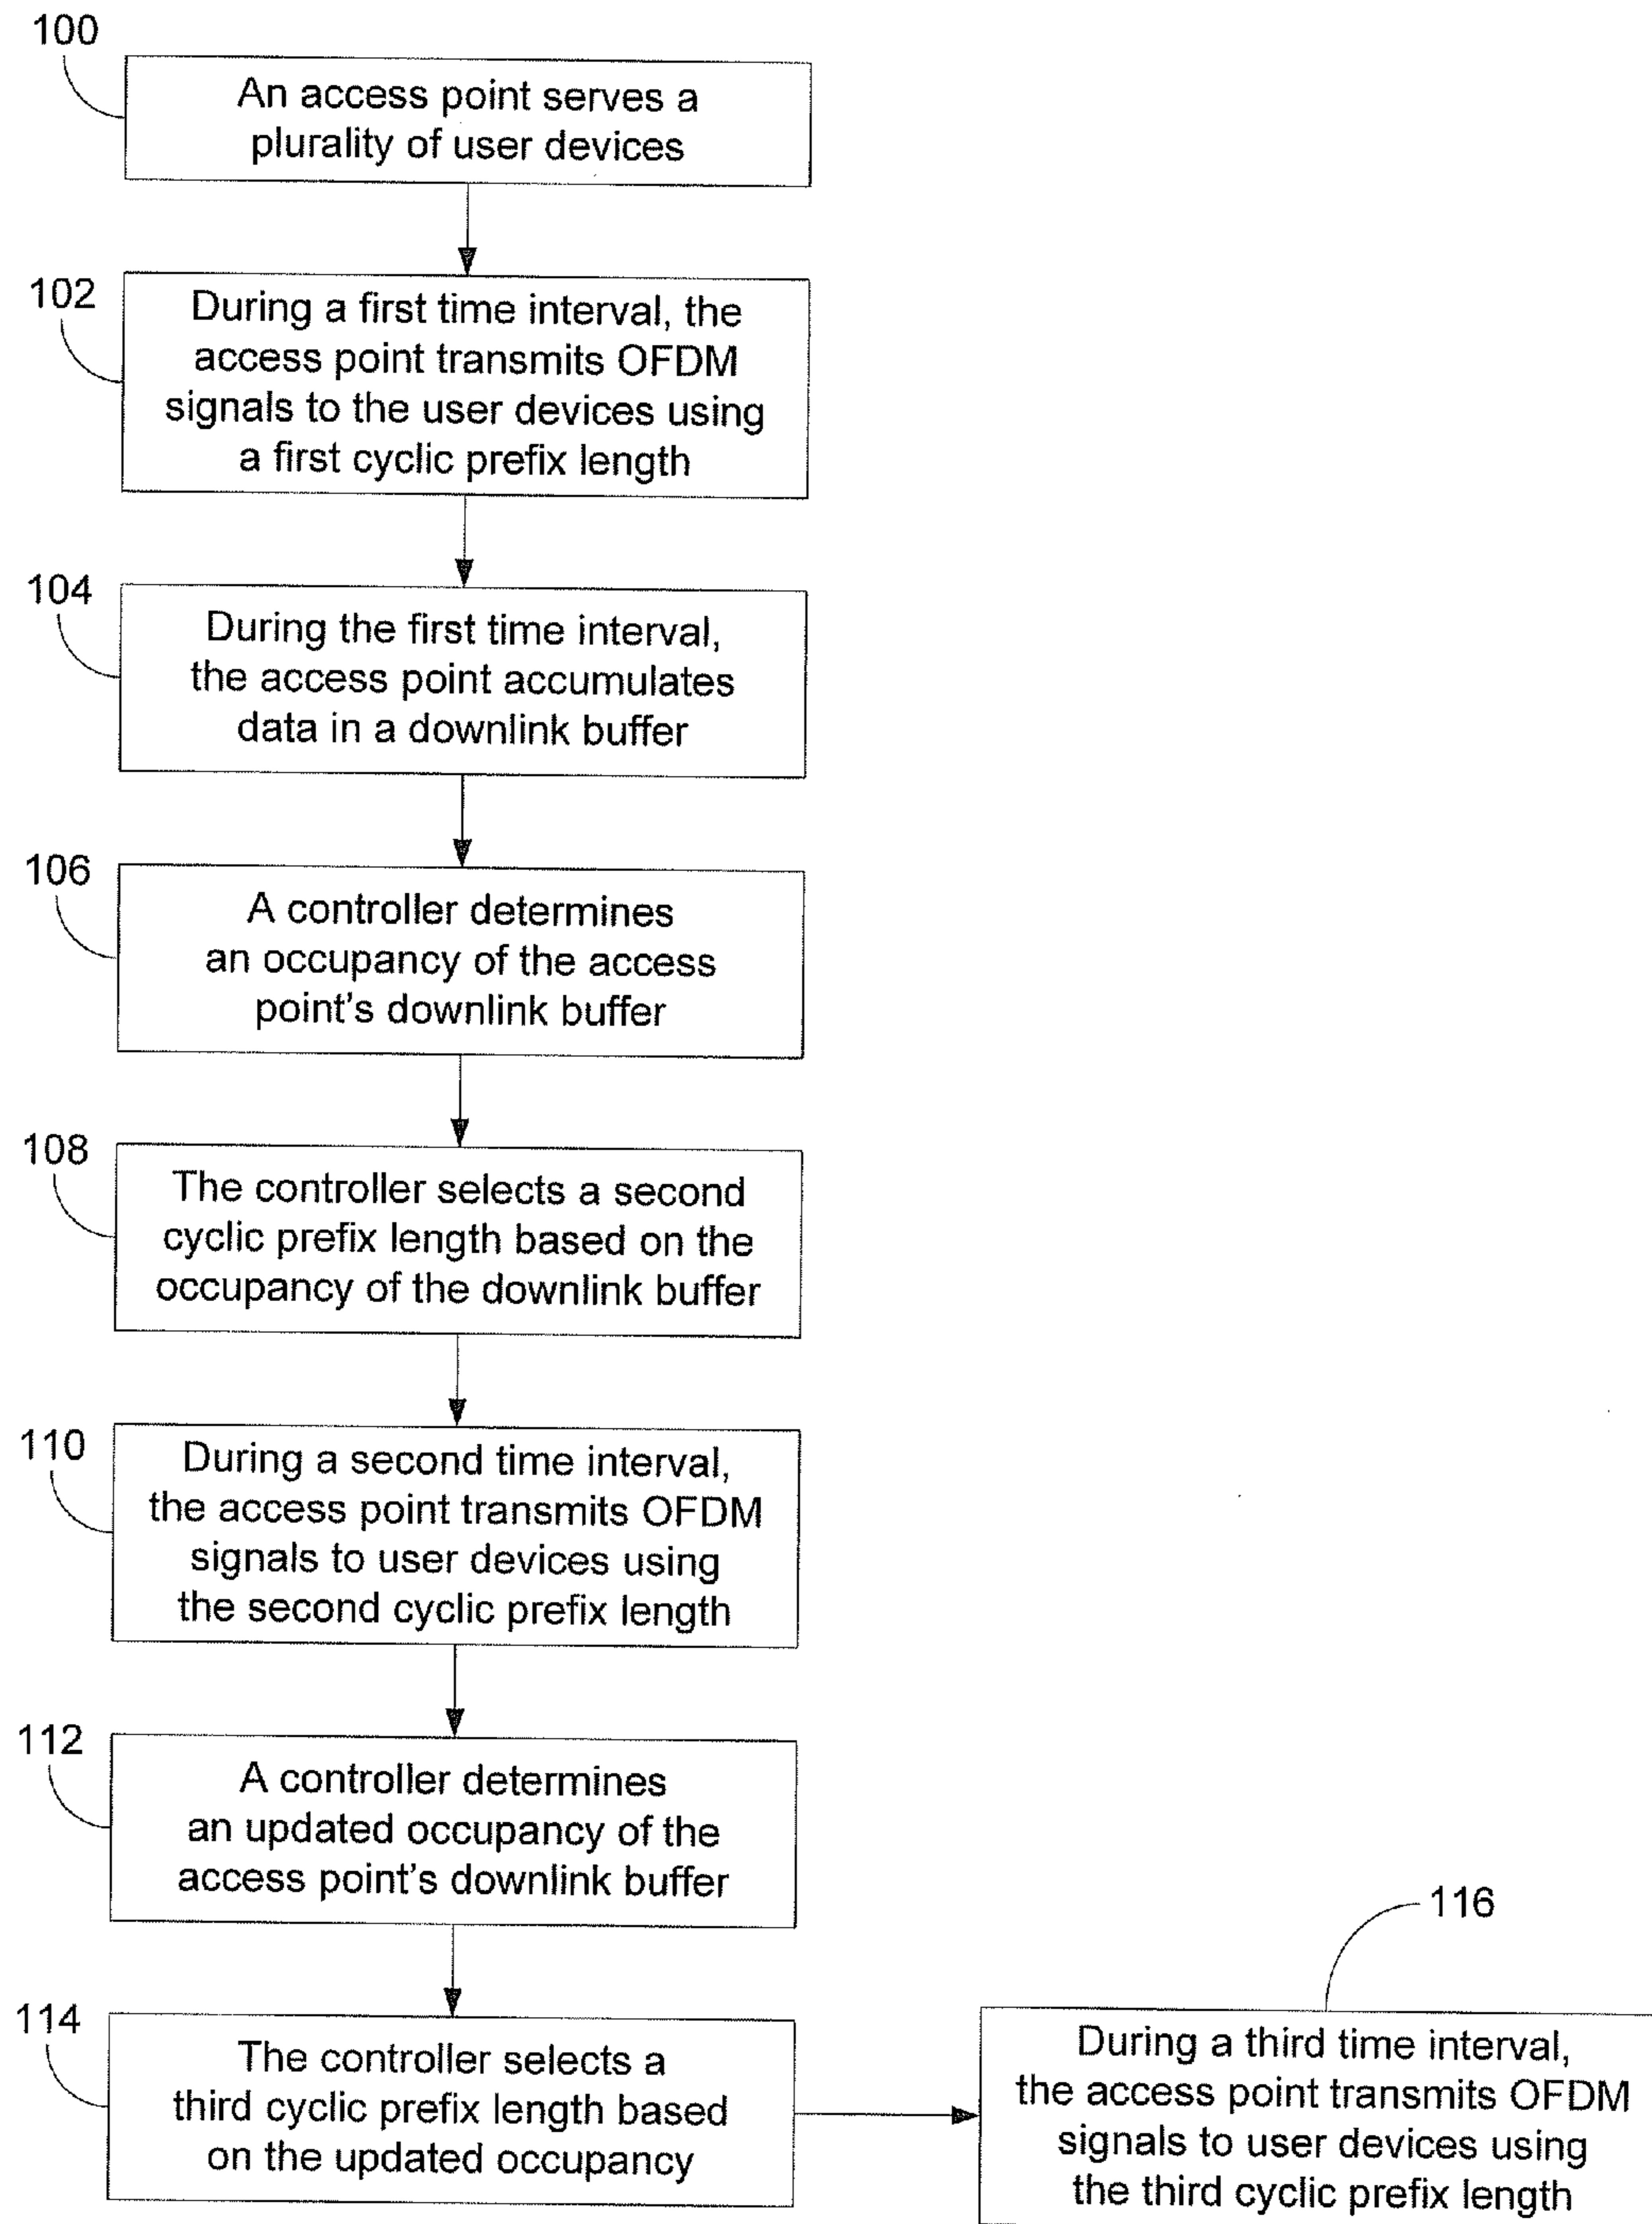 100
An access point serves a
plurality of user devices
102
During a first time interval, the
access point transmits OFDM
signals to the user devices using
a first cyclic prefix length
104
During the first time interval,
the access point accumulates
data in a downlink buffer
106
A controller determines
an occupancy of the access
point's downlink buffer
108
The controller selects a second
cyclic prefix length based on the
occupancy of the downlink buffer
110
During a second time interval,
the access point transmits OFDM
signals to user devices using
the second cyclic prefix length
112
A controller determines
an updated occupancy of the
access point's downlink buffer
114
The controller selects a
third cyclic prefix length based
on the updated occupancy
116
During a third time interval,
the access point transmits OFDM
signals to user devices using
the third cyclic prefix length